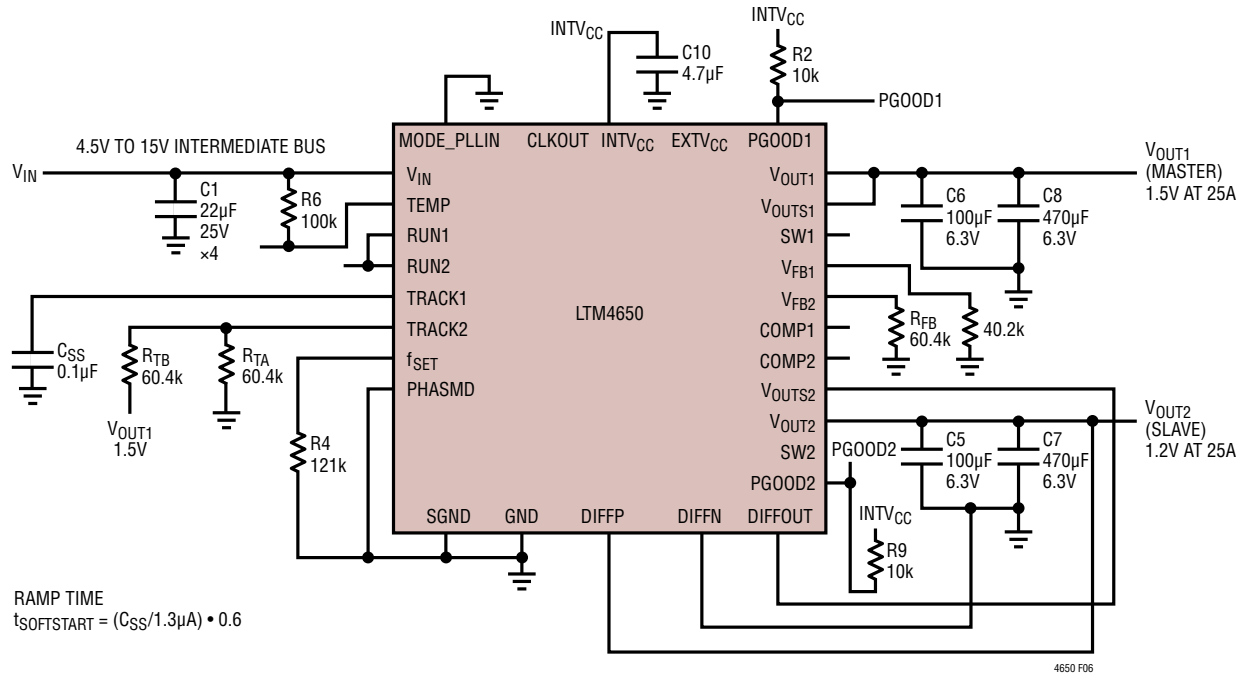 INTVCC
C10
4.7µF
INTVCC
R2
10k
PGOOD1
4.5V TO 15V INTERMEDIATE BUS
VIN
C1
22µF
25V
×4
R6
100k
MODE_PLLIN
CLKOUT
INTVCC
EXTVCC
PGOOD1
VIN
TEMP
RUN1
RUN2
TRACK1
TRACK2
fSET
PHASMD
LTM4650
VOUT1
VOUTS1
SW1
VFB1
VFB2
COMP1
COMP2
VOUTS2
VOUT2
SW2
PGOOD2
SGND
GND
DIFFP
DIFFN
DIFFOUT
VOUT1
(MASTER)
1.5V AT 25A
C6
100µF
6.3V
C8
470µF
6.3V
RFB
60.4k
40.2k
CSS
0.1µF
RTB
60.4k
RTA
60.4k
VOUT1
1.5V
R4
121k
VOUT2
(SLAVE)
1.2V AT 25A
PGOOD2
C5
100µF
6.3V
C7
470µF
6.3V
INTVCC
R9
10k
RAMP TIME
tSOFTSTART = (CSS/1.3µA) • 0.6
4650 F06